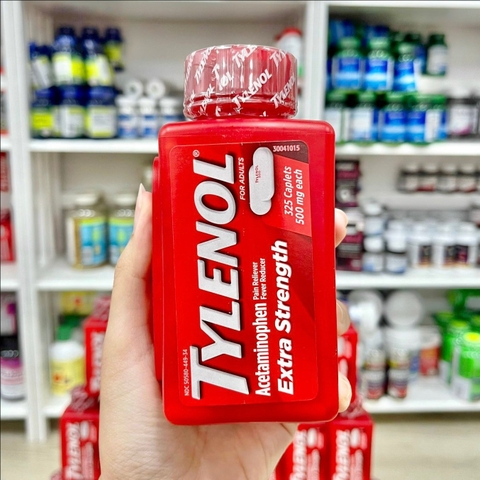 TYLENOL
TYLENOL®
FOR ADULTS
30041015
325 Caplets
500 mg each
Acetaminophen
Pain Reliever
Fever Reducer
Extra Strength
TYLENOL
TYLENOL
TYLENOL